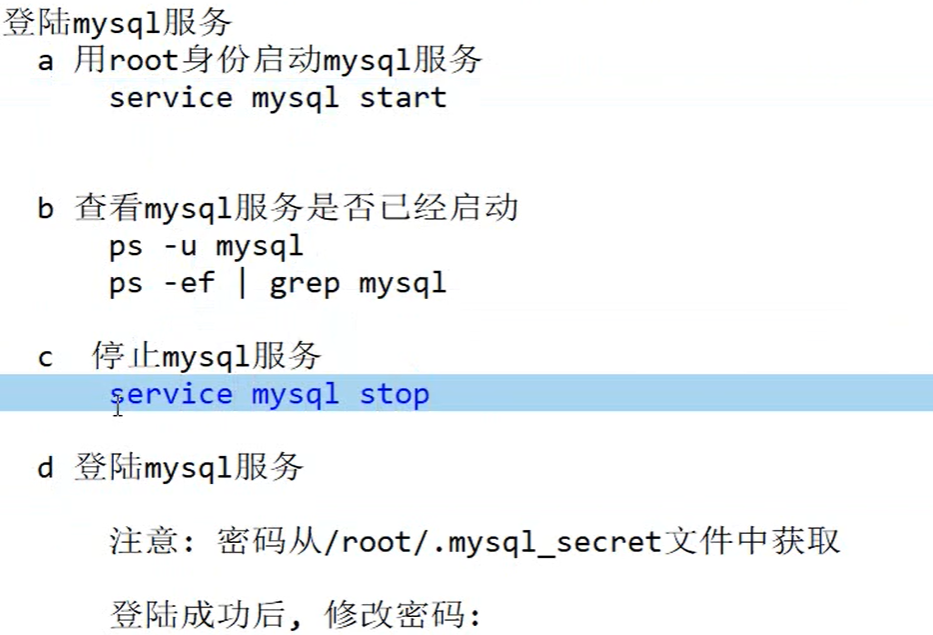 登陆mysql服务
a 用root身份启动mysql服务
service mysql start
b 查看mysql服务是否已经启动
ps -u mysql
ps -ef | grep mysql
c 停止mysql服务
service mysql stop
d 登陆mysql服务
注意: 密码从/root/.mysql_secret文件中获取
登陆成功后, 修改密码: